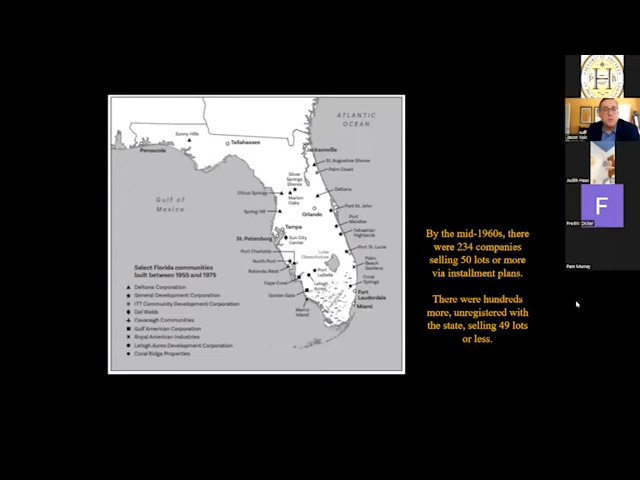 ATLANTIC
OCEAN
Sunny Hills
Tallahassee
Pensacola
Jacksonville
St. Augustine Shores
Palm Coast
Silver
Springs
Shores
Marion
Oaks
Deltona
Citrus Springs
Gulf of
Mexico
Spring Hill
Orlando
Port St. John
Port
Malabar
Sebastian
Highlands
Tampa
Sun City
Center
St. Petersburg
Port St. Lucie
Port Charlotte
North Port
Rotonda West
Lake
Okeechobee
Palm
Beach
Gardens
Port
LaBelle
Lehigh
Cape Coral
Coral
Springs
Golden Gate
Fort
Lauderdale
Marco
Island
Miami
Select Florida communities
built between 1955 and 1975
Deltona Corporation
General Development Corporation
ITT Community Development Corporation
Del Webb
Cavanagh Communities
Gulf American Corporation
Royal American Industries
Lehigh Acres Development Corporation
Coral Ridge Properties
By the mid-1960s, there
were 234 companies
selling 50 lots or more
via installment plans.
There were hundreds
more, unregistered with
the state, selling 49 lots
or less.
H
P
B
Judith Haas
F
Pam Murray